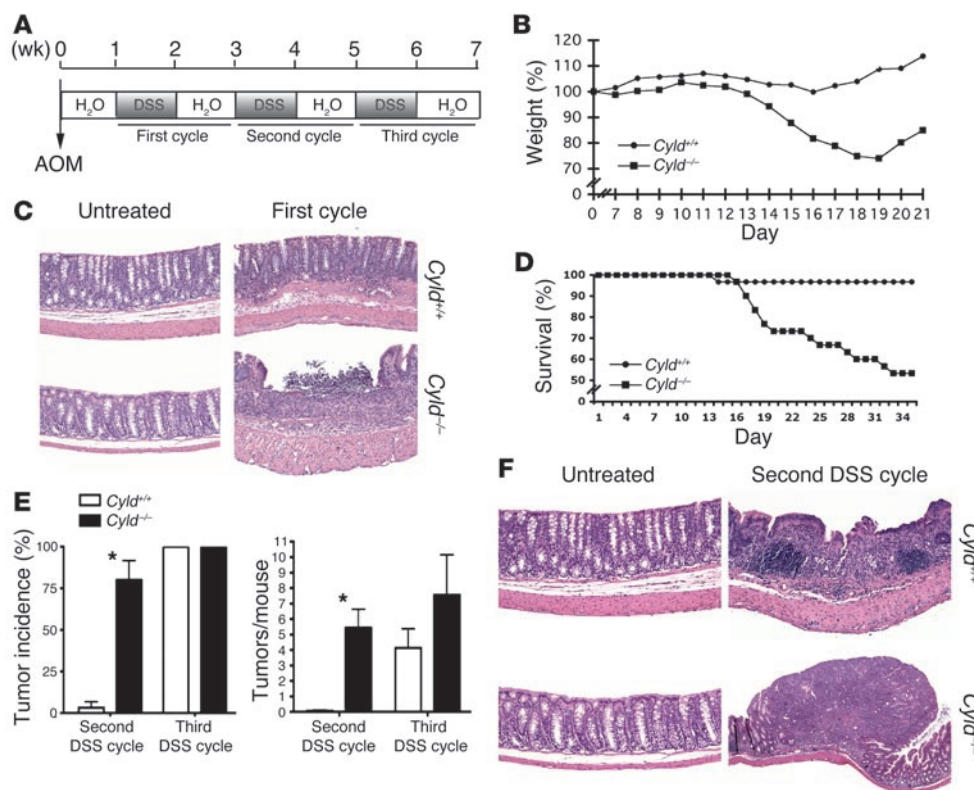 A
(wk) 0 1 2 3 4 5 6 7
H₂O DSS H₂O DSS H₂O DSS H₂O
First cycle Second cycle Third cycle
AOM
B
Weight (%)
120
110
100
90
80
70
0
Cyld+/+
Cyld–/–
0 7 8 9 10 11 12 13 14 15 16 17 18 19 20 21
Day
C
Untreated First cycle
Cyld+/+
Cyld–/–
D
Survival (%)
100
90
80
70
60
50
0
Cyld+/+
Cyld–/–
1 4 7 10 13 16 19 22 25 28 31 34
Day
E
Cyld+/+
Cyld–/–
Tumor incidence (%)
100
75
50
25
0
*
Second
DSS cycle
Third
DSS cycle
Tumors/mouse
11
10
9
8
7
6
5
4
3
2
1
0
*
Second
DSS cycle
Third
DSS cycle
F
Untreated Second DSS cycle